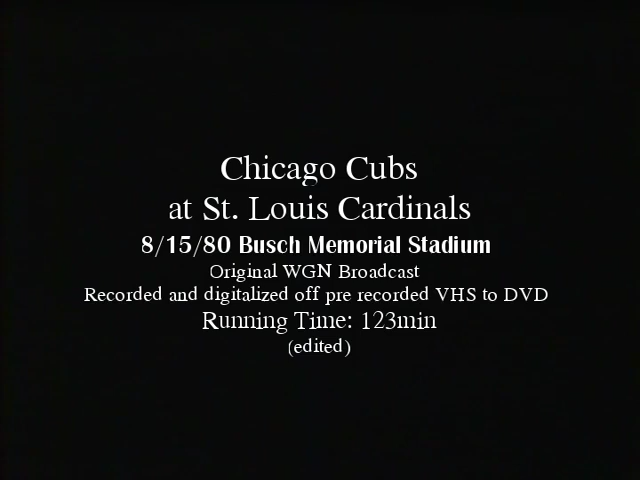 Chicago Cubs
at St. Louis Cardinals
8/15/80 Busch Memorial Stadium
Original WGN Broadcast
Recorded and digitalized off pre recorded VHS to DVD
Running Time: 123min
(edited)